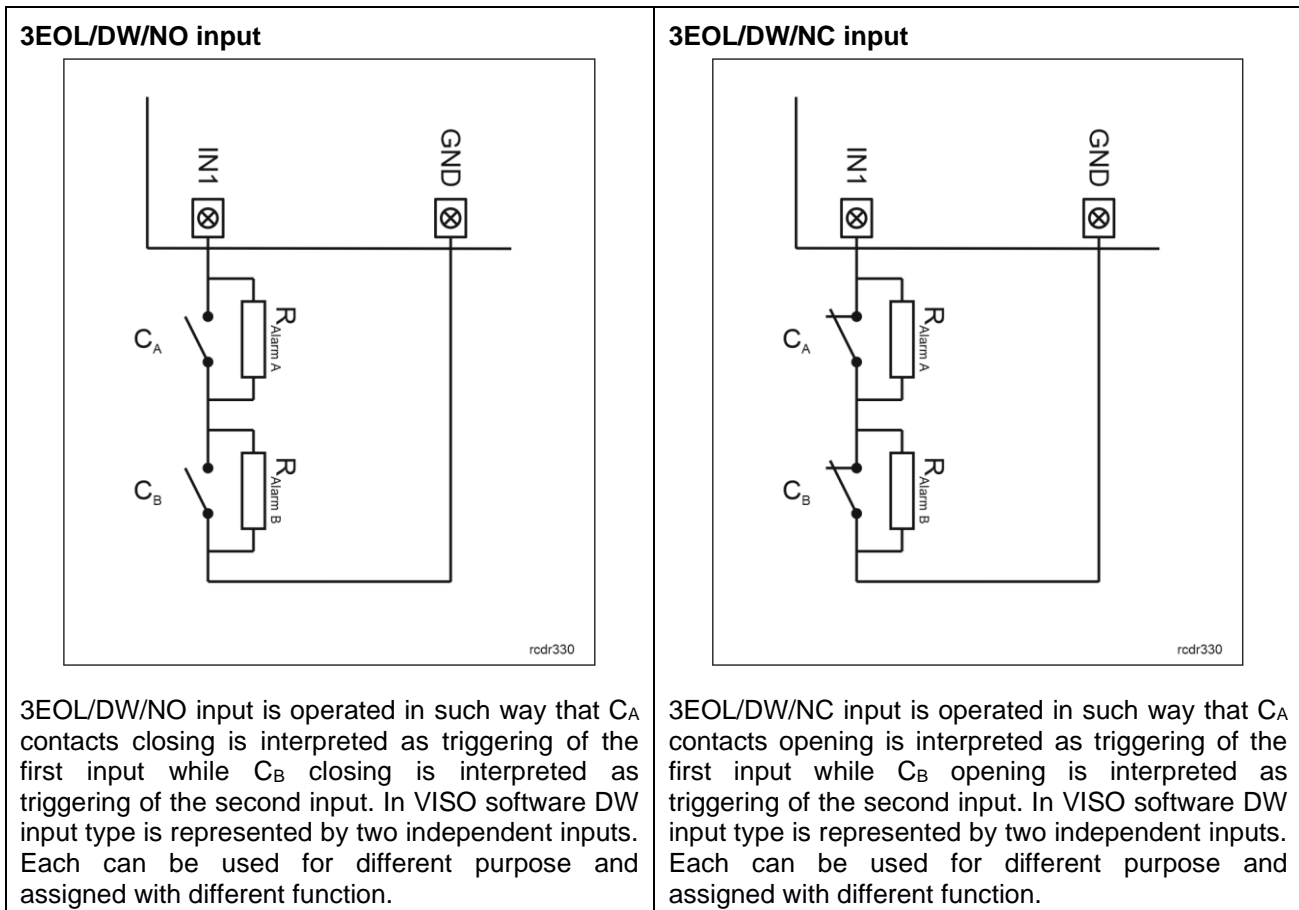 3EOL/DW/NO input
IN1
GND
CA
RAlarm A
CB
RAlarm B
rcdr330
3EOL/DW/NO input is operated in such way that CA
contacts closing is interpreted as triggering of the
first input while CB closing is interpreted as
triggering of the second input. In VISO software DW
input type is represented by two independent inputs.
Each can be used for different purpose and
assigned with different function.
3EOL/DW/NC input
IN1
GND
CA
RAlarm A
CB
RAlarm B
rcdr330
3EOL/DW/NC input is operated in such way that CA
contacts opening is interpreted as triggering of the
first input while CB opening is interpreted as
triggering of the second input. In VISO software DW
input type is represented by two independent inputs.
Each can be used for different purpose and
assigned with different function.